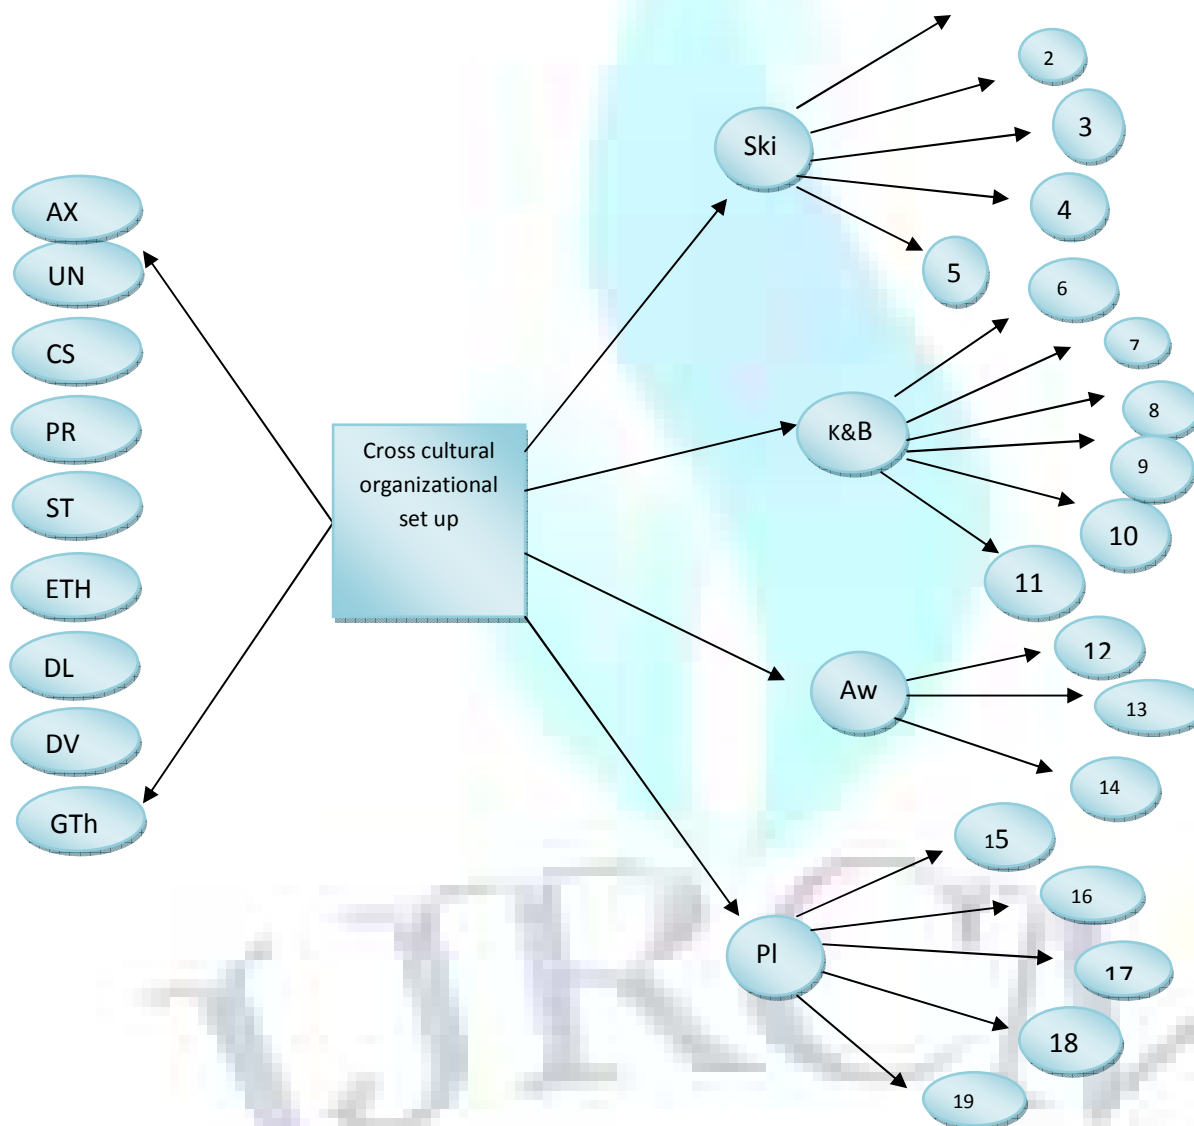 AX
UN
CS
PR
ST
ETH
DL
DV
GTh
Cross cultural
organizational
set up
Ski
2
3
4
5
K&B
6
7
8
9
10
11
Aw
12
13
14
Pl
15
16
17
18
19